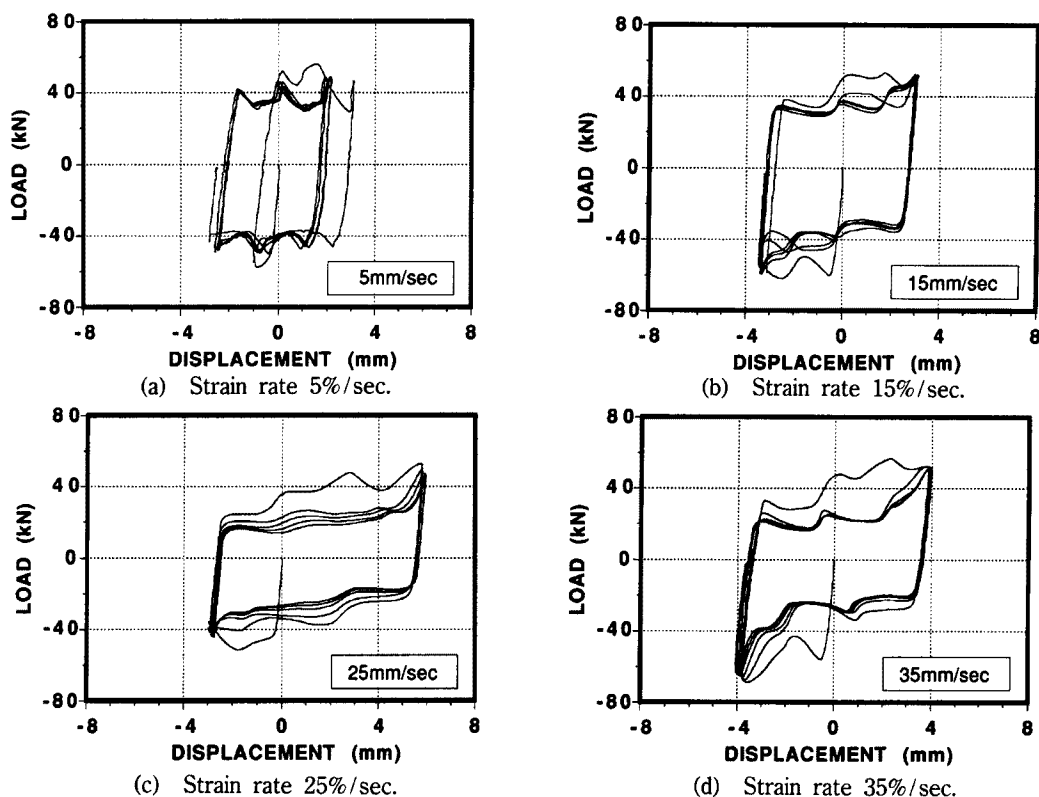 80
40
0
-40
-80
LOAD (kN)
5mm/sec
-8 -4 0 4 8
DISPLACEMENT (mm)
(a) Strain rate 5%/sec.
80
40
0
-40
-80
LOAD (kN)
15mm/sec
-8 -4 0 4 8
DISPLACEMENT (mm)
(b) Strain rate 15%/sec.
80
40
0
-40
-80
LOAD (kN)
25mm/sec
-8 -4 0 4 8
DISPLACEMENT (mm)
(c) Strain rate 25%/sec.
80
40
0
-40
-80
LOAD (kN)
35mm/sec
-8 -4 0 4 8
DISPLACEMENT (mm)
(d) Strain rate 35%/sec.